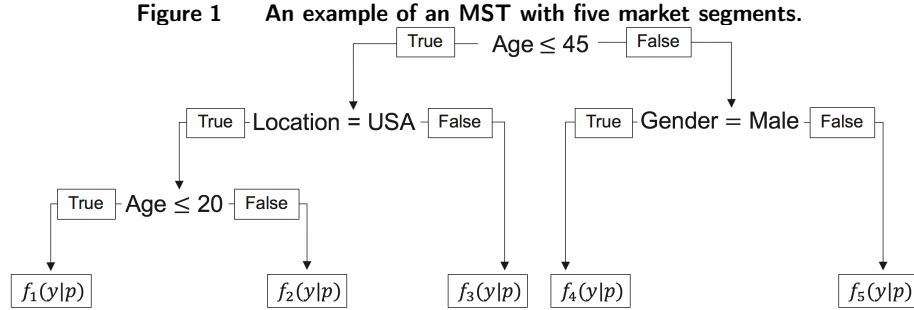 Figure 1 An example of an MST with five market segments.
True Age ≤ 45 False
True Location = USA False True Gender = Male False
True Age ≤ 20 False
f₁(y|p) f₂(y|p) f₃(y|p) f₄(y|p) f₅(y|p)